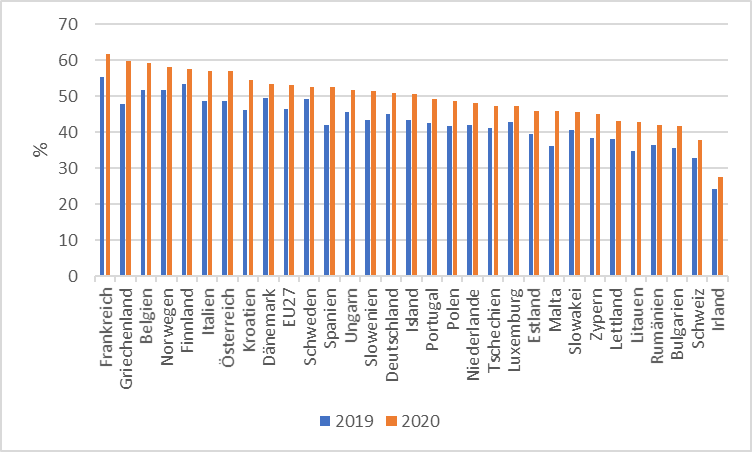 70
60
50
40
30
20
10
0
%
Frankreich
Griechenland
Belgien
Norwegen
Finnland
Italien
Österreich
Kroatien
Dänemark
EU27
Schweden
Spanien
Ungarn
Slowenien
Deutschland
Island
Portugal
Polen
Niederlande
Tschechien
Luxemburg
Estland
Malta
Slowakei
Zypern
Lettland
Litauen
Rumänien
Bulgarien
Schweiz
Irland
2019 2020